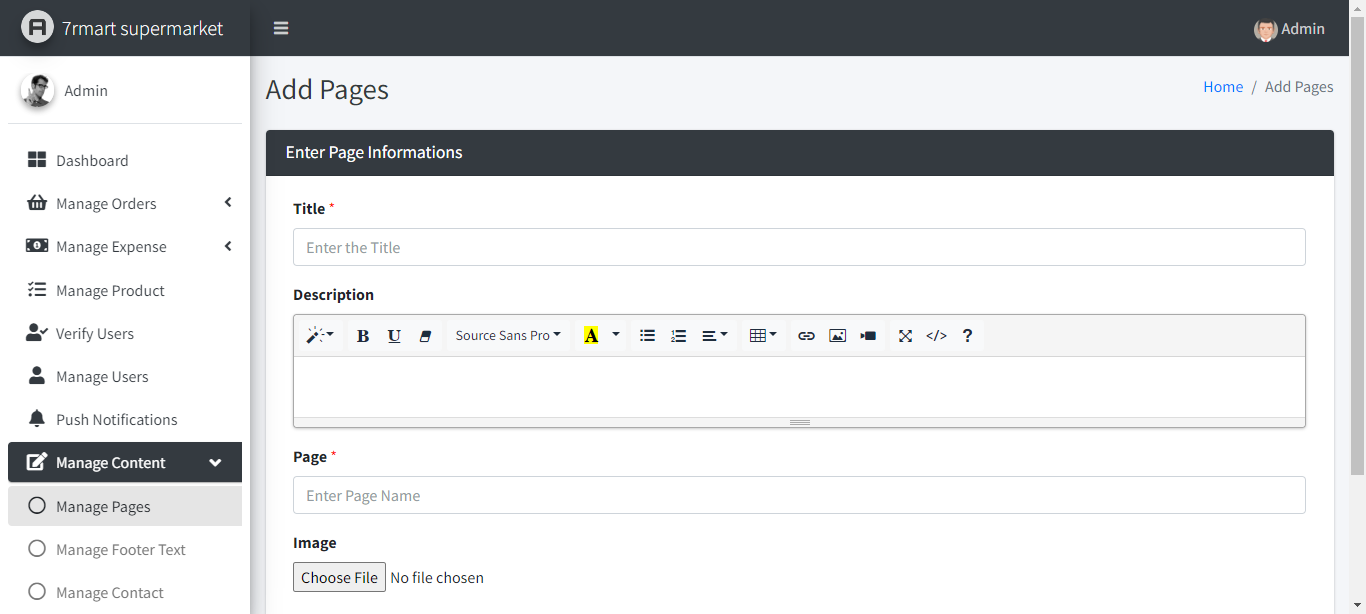 7rmart supermarket
Admin
Admin
Dashboard
Manage Orders
Manage Expense
Manage Product
Verify Users
Manage Users
Push Notifications
Manage Content
Manage Pages
Manage Footer Text
Manage Contact
Add Pages
Home / Add Pages
Enter Page Informations
Title *
Enter the Title
Description
B U Source Sans Pro A </> ?
Page *
Enter Page Name
Image
Choose File No file chosen